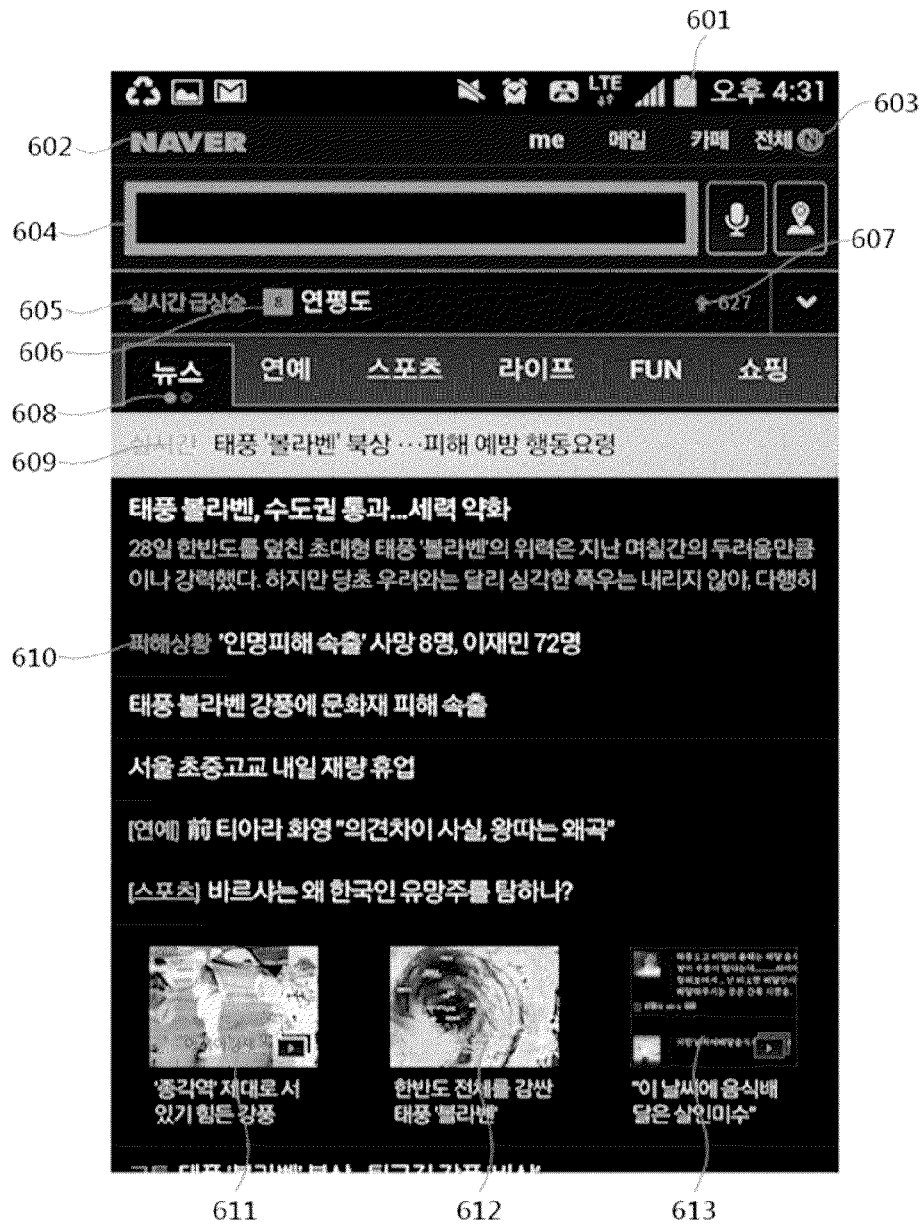 601
LTE 오후 4:31
603
602 NAVER me 메일 카페 전체 N
604
607
605 실시간 급상승 8 연평도 627
606
뉴스 연예 스포츠 라이프 FUN 쇼핑
608
609 실시간 태풍 '볼라벤' 북상 …피해 예방 행동요령
태풍 볼라벤, 수도권 통과...세력 약화
28일 한반도를 덮친 초대형 태풍 '볼라벤'의 위력은 지난 며칠간의 두려움만큼
이나 강력했다. 하지만 당초 우려와는 달리 심각한 폭우는 내리지 않아, 다행히
610 피해상황 '인명피해 속출' 사망 8명, 이재민 72명
태풍 볼라벤 강풍에 문화재 피해 속출
서울 초중고교 내일 재량 휴업
[연예] 前 티아라 화영 "의견차이 사실, 왕따는 왜곡"
[스포츠] 바르샤는 왜 한국인 유망주를 탐하나?
'종각역' 제대로 서
있기 힘든 강풍
한반도 전체를 감싼
태풍 '볼라벤'
"이 날씨에 음식배
달은 살인미수"
611 612 613